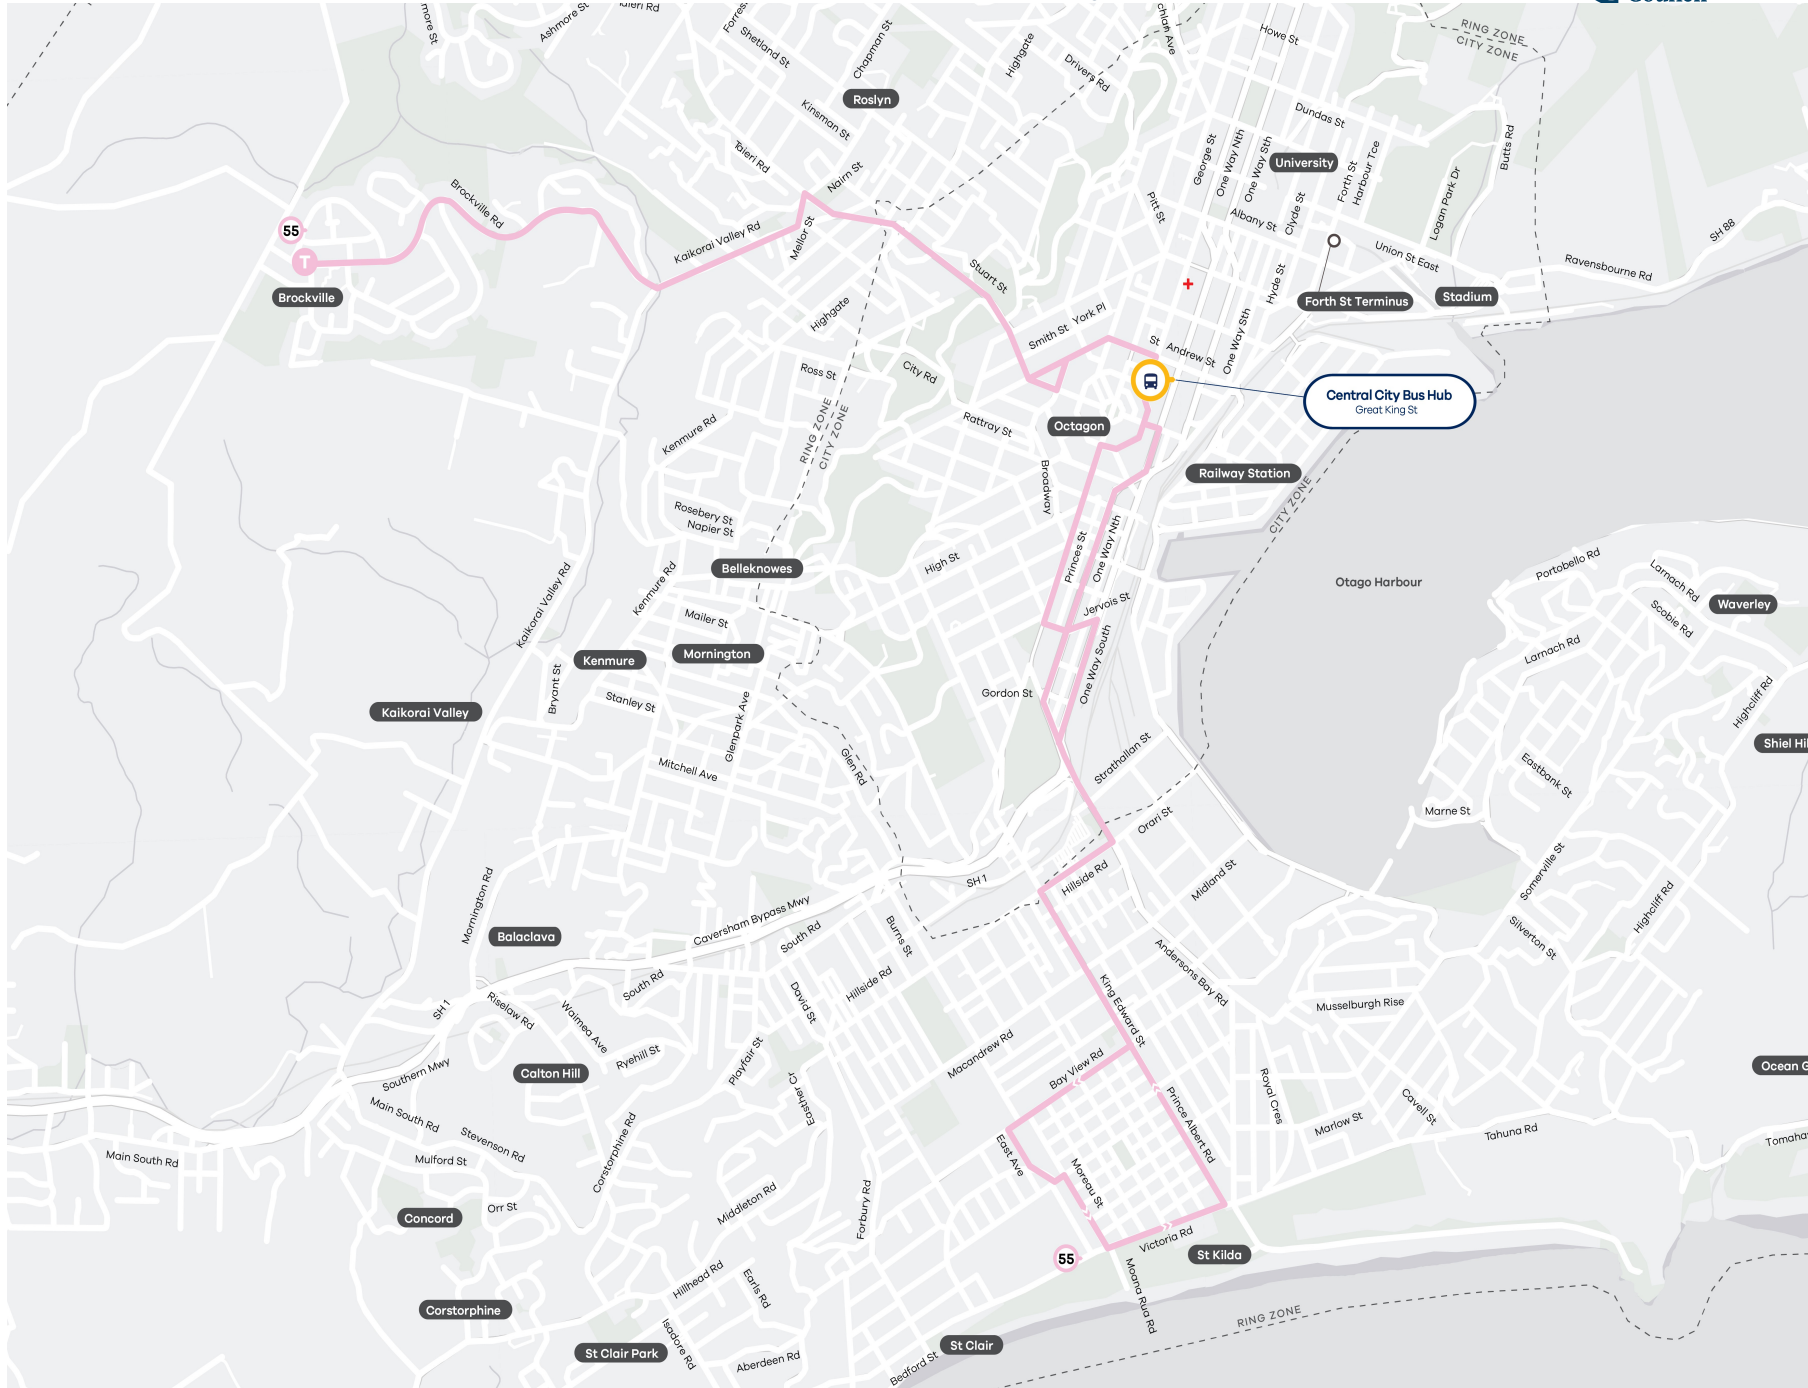 Council
Taieri Rd
Ashmore St
Shetland St
Chapman St
Highgate
Drivers Rd
Howe St
RING ZONE
CITY ZONE
Roslyn
Kinsman St
Taieri Rd
Nairn St
Dundas St
George St
One Way Nth
One Way Sth
University
Forth St
Harbour Tce
Butts Rd
Logan Park Dr
Brockville Rd
Pitt St
Albany St
Clyde St
Union St East
SH 88
55
T
Brockville
Kaikorai Valley Rd
Mellor St
Stuart St
Hyde St
Ravensbourne Rd
Forth St Terminus
Stadium
Highgate
Smith St
York Pl
St Andrew St
One Way Sth
Ross St
City Rd
Central City Bus Hub
Great King St
RING ZONE
CITY ZONE
Kenmure Rd
Rattray St
Octagon
Broadway
Railway Station
CITY ZONE
Rosebery St
Napier St
Princes St
One Way Nth
Belleknowes
High St
Otago Harbour
Portobello Rd
Larnach Rd
Waverley
Scobie Rd
Kaikorai Valley Rd
Kenmure Rd
Mailer St
Jervois St
Larnach Rd
Kenmure
Mornington
One Way South
Bryant St
Stanley St
Gordon St
Kaikorai Valley
Glenpark Ave
Highcliff Rd
Mitchell Ave
Glen Rd
Strathallan St
Eastbank St
Marne St
Orari St
Mornington Rd
SH 1
Hillside Rd
Midland St
Somerville St
Highcliff Rd
Caversham Bypass Mwy
Balaclava
South Rd
Burns St
Silverton St
South Rd
Hillside Rd
Andersons Bay Rd
SH 1
Riselaw Rd
Waimea Ave
David St
King Edward St
Musselburgh Rise
Ryehill St
Playfair St
Macandrew Rd
Bay View Rd
Southern Mwy
Calton Hill
Easther Cr
Royal Cres
Main South Rd
Stevenson Rd
Mulford St
Main South Rd
Corstorphine Rd
Prince Albert Rd
Marlow St
Cavell St
Tahuna Rd
East Ave
Moreau St
Middleton Rd
Forbury Rd
Orr St
Concord
55
Victoria Rd
St Kilda
Hillhead Rd
Earls Rd
Moana Rua Rd
Corstorphine
RING ZONE
Isadore Rd
St Clair Park
Aberdeen Rd
Bedford St
St Clair